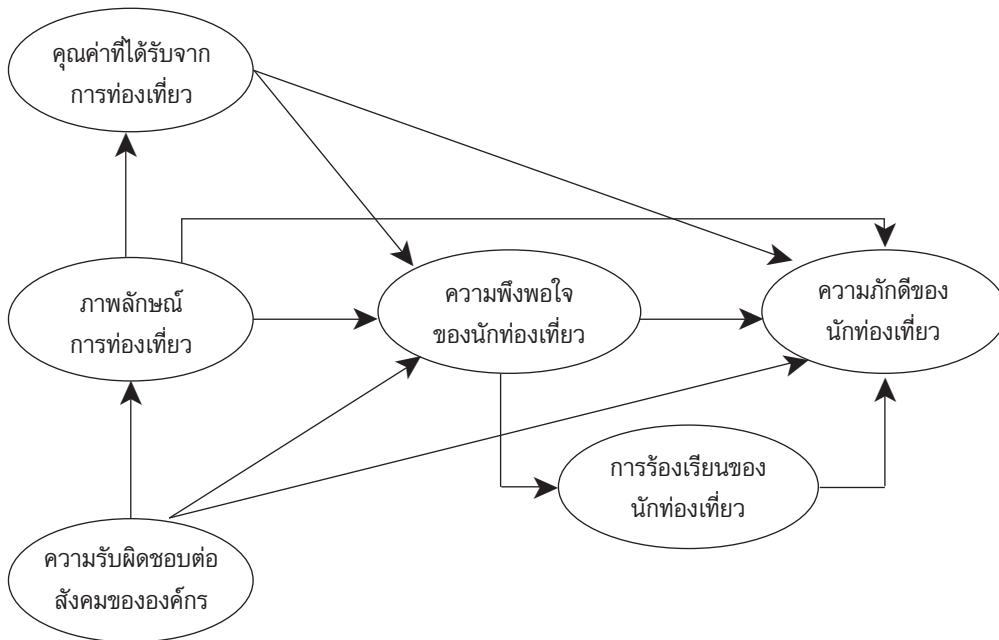 คุณค่าที่ได้รับจาก
การท่องเที่ยว
ภาพลักษณ์
การท่องเที่ยว
ความพึงพอใจ
ของนักท่องเที่ยว
ความภักดีของ
นักท่องเที่ยว
การร้องเรียนของ
นักท่องเที่ยว
ความรับผิดชอบต่อ
สังคมขององค์กร